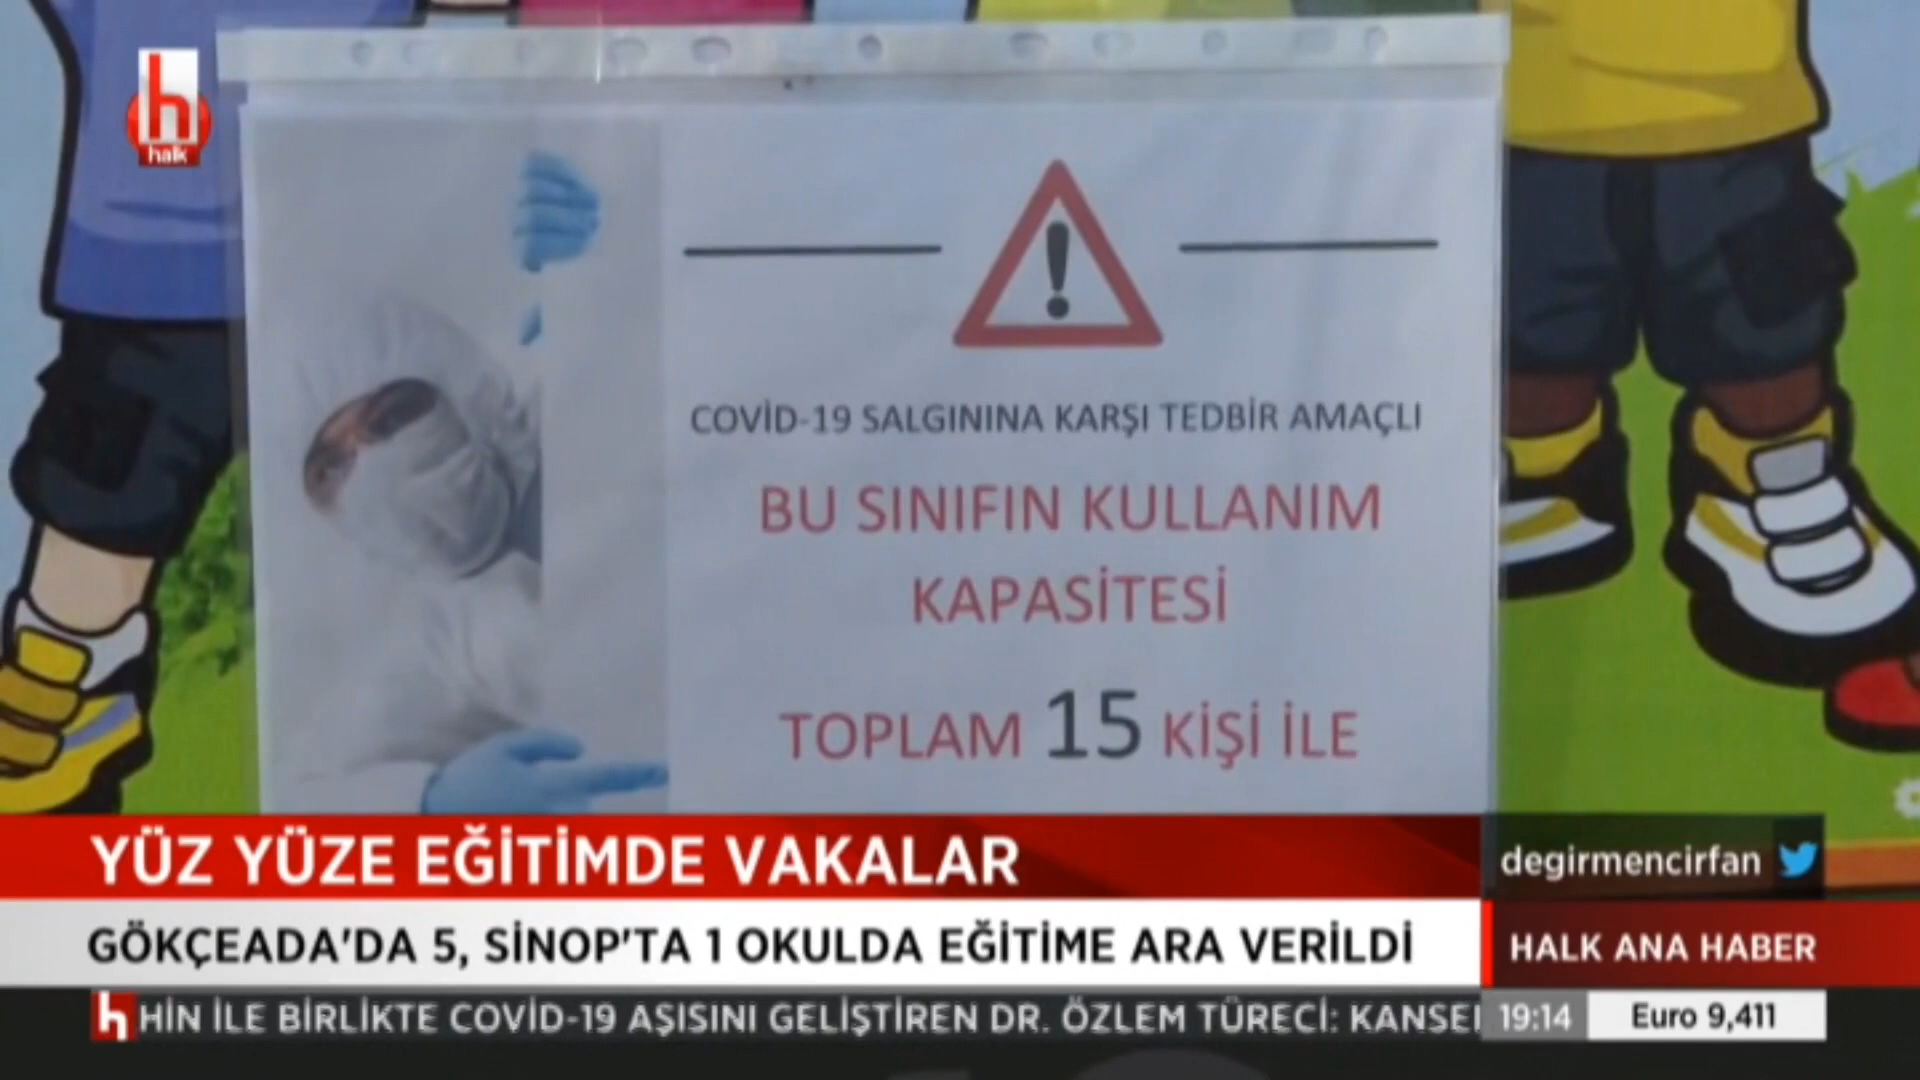 h
halk
COVİD-19 SALGININA KARŞI TEDBİR AMAÇLI
BU SINIFIN KULLANIM
KAPASİTESİ
TOPLAM 15 KİŞİ İLE
YÜZ YÜZE EĞİTİMDE VAKALAR
degirmencirfan
GÖKÇEADA'DA 5, SİNOP'TA 1 OKULDA EĞİTİME ARA VERİLDİ
HALK ANA HABER
h HİN İLE BİRLİKTE COVİD-19 AŞISINI GELİŞTİREN DR. ÖZLEM TÜRECİ: KANSE
19:14
Euro 9,411